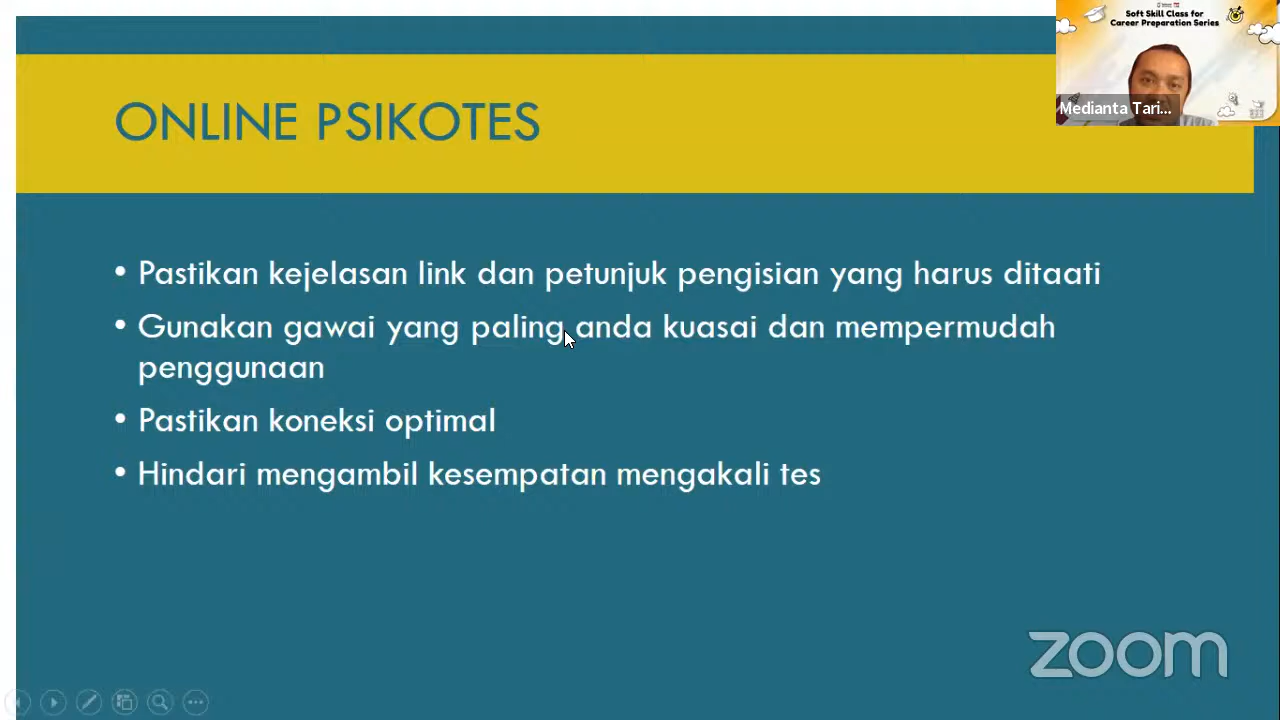 Soft Skill Class for
Career Preparation Series
Medianta Tari...
ONLINE PSIKOTES
• Pastikan kejelasan link dan petunjuk pengisian yang harus ditaati
• Gunakan gawai yang paling anda kuasai dan mempermudah
penggunaan
• Pastikan koneksi optimal
• Hindari mengambil kesempatan mengakali tes
zoom